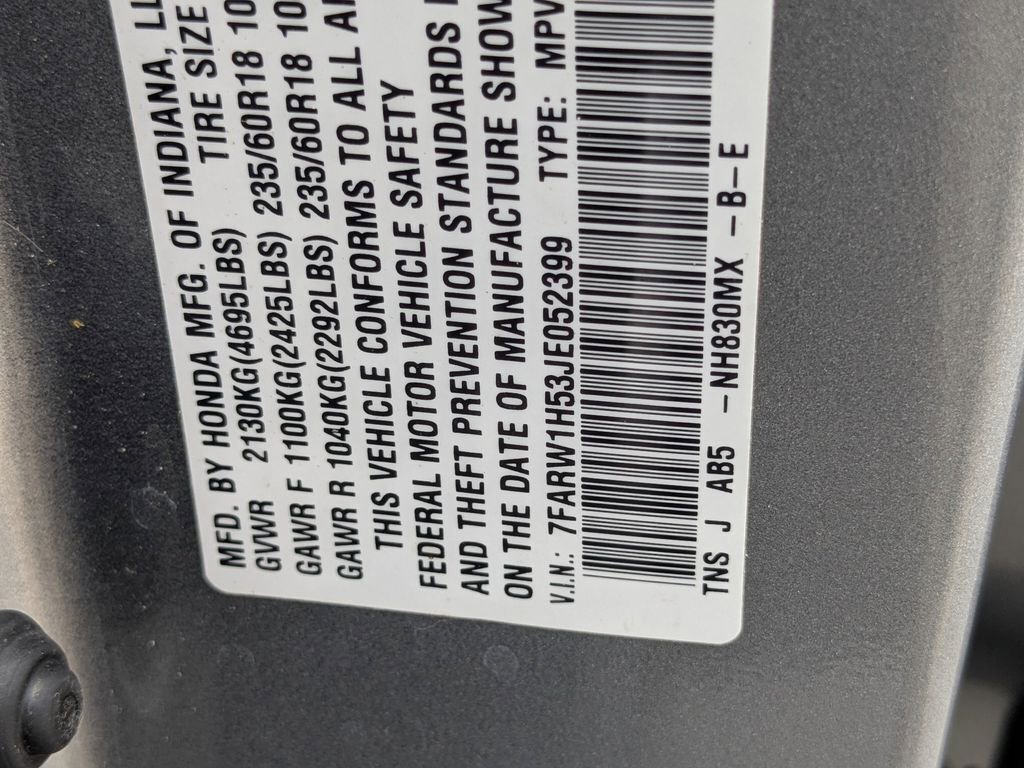 MFD. BY HONDA MFG. OF INDIANA, LL
TIRE SIZE
GVWR 2130KG(4695LBS)
GAWR F 1100KG(2425LBS) 235/60R18 10
GAWR R 1040KG(2292LBS) 235/60R18 10
THIS VEHICLE CONFORMS TO ALL AP
FEDERAL MOTOR VEHICLE SAFETY
AND THEFT PREVENTION STANDARDS
ON THE DATE OF MANUFACTURE SHOW
V.I.N.: 7FARW1H53JE052399 TYPE: MPV
TNS J AB5 -NH830MX -B-E